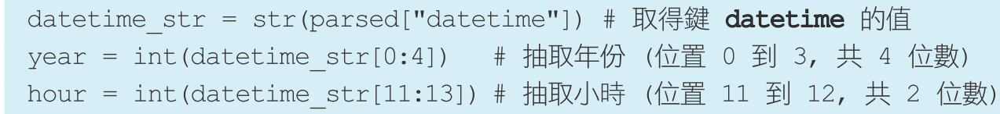 datetime_str = str(parsed["datetime"]) # 取得鍵 datetime 的值
year = int(datetime_str[0:4])   # 抽取年份 (位置 0 到 3, 共 4 位數)
hour = int(datetime_str[11:13]) # 抽取小時 (位置 11 到 12, 共 2 位數)